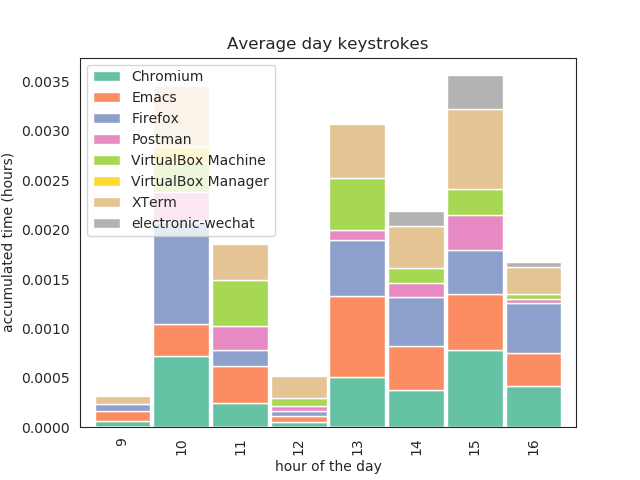 Average day keystrokes
accumulated time (hours)
0.0035
0.0030
0.0025
0.0020
0.0015
0.0010
0.0005
0.0000
Chromium
Emacs
Firefox
Postman
VirtualBox Machine
VirtualBox Manager
XTerm
electronic-wechat
9
10
11
12
13
14
15
16
hour of the day